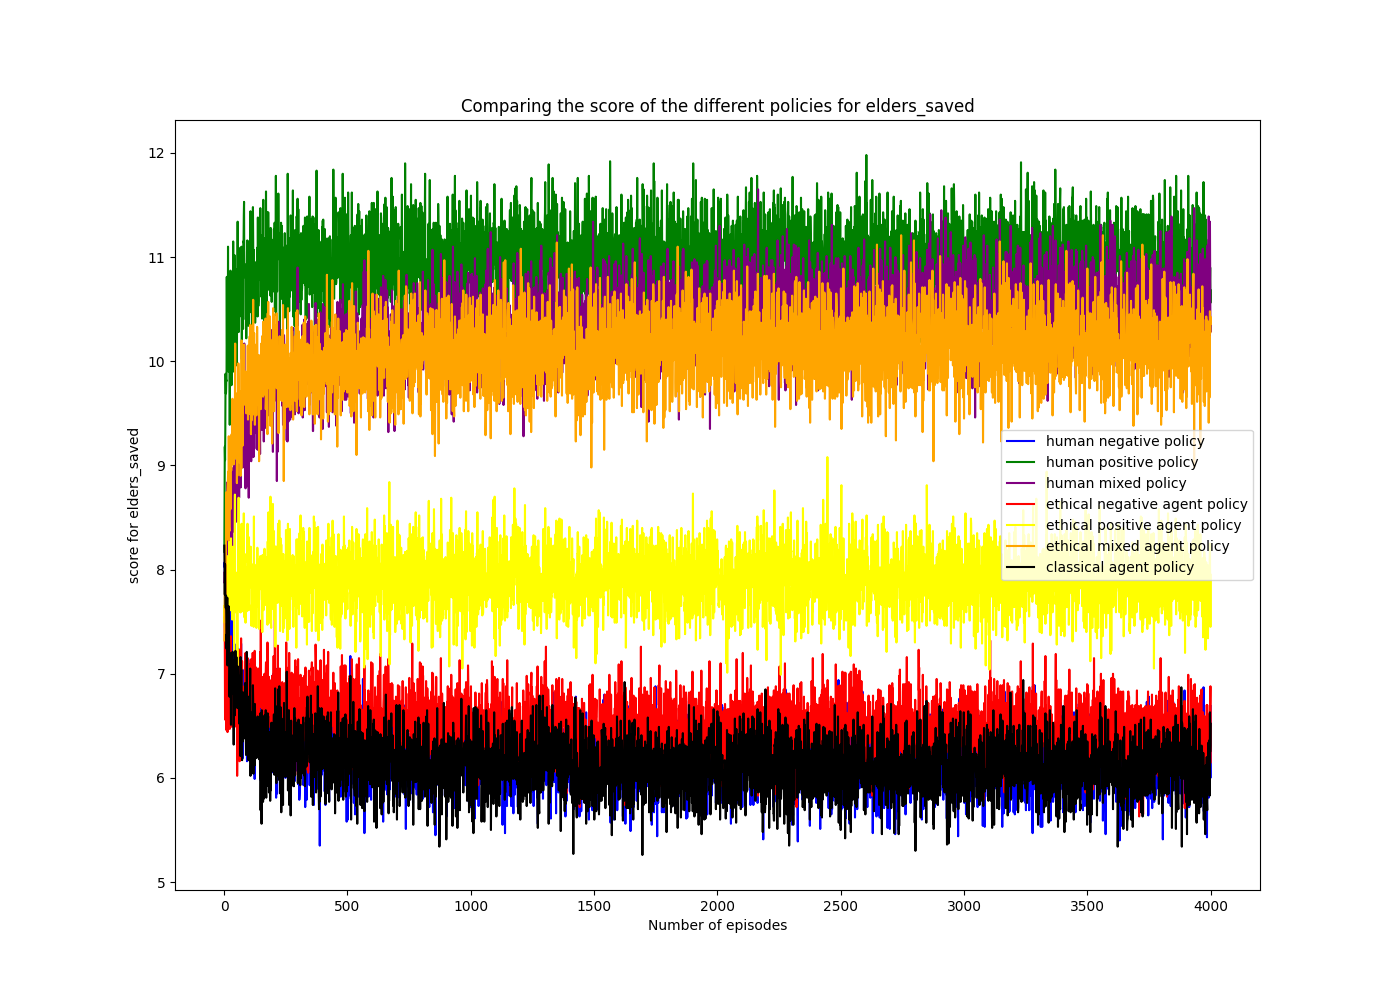 Comparing the score of the different policies for elders_saved
12
11
10
9
8
7
6
5
score for elders_saved
0
500
1000
1500
2000
2500
3000
3500
4000
Number of episodes
human negative policy
human positive policy
human mixed policy
ethical negative agent policy
ethical positive agent policy
ethical mixed agent policy
classical agent policy